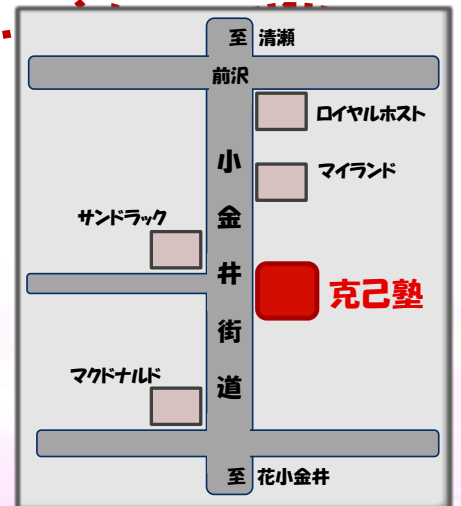 至 清瀬
前沢
ロイヤルホスト
マイランド
サンドラック
小金井街道
克己塾
マクドナルド
至 花小金井